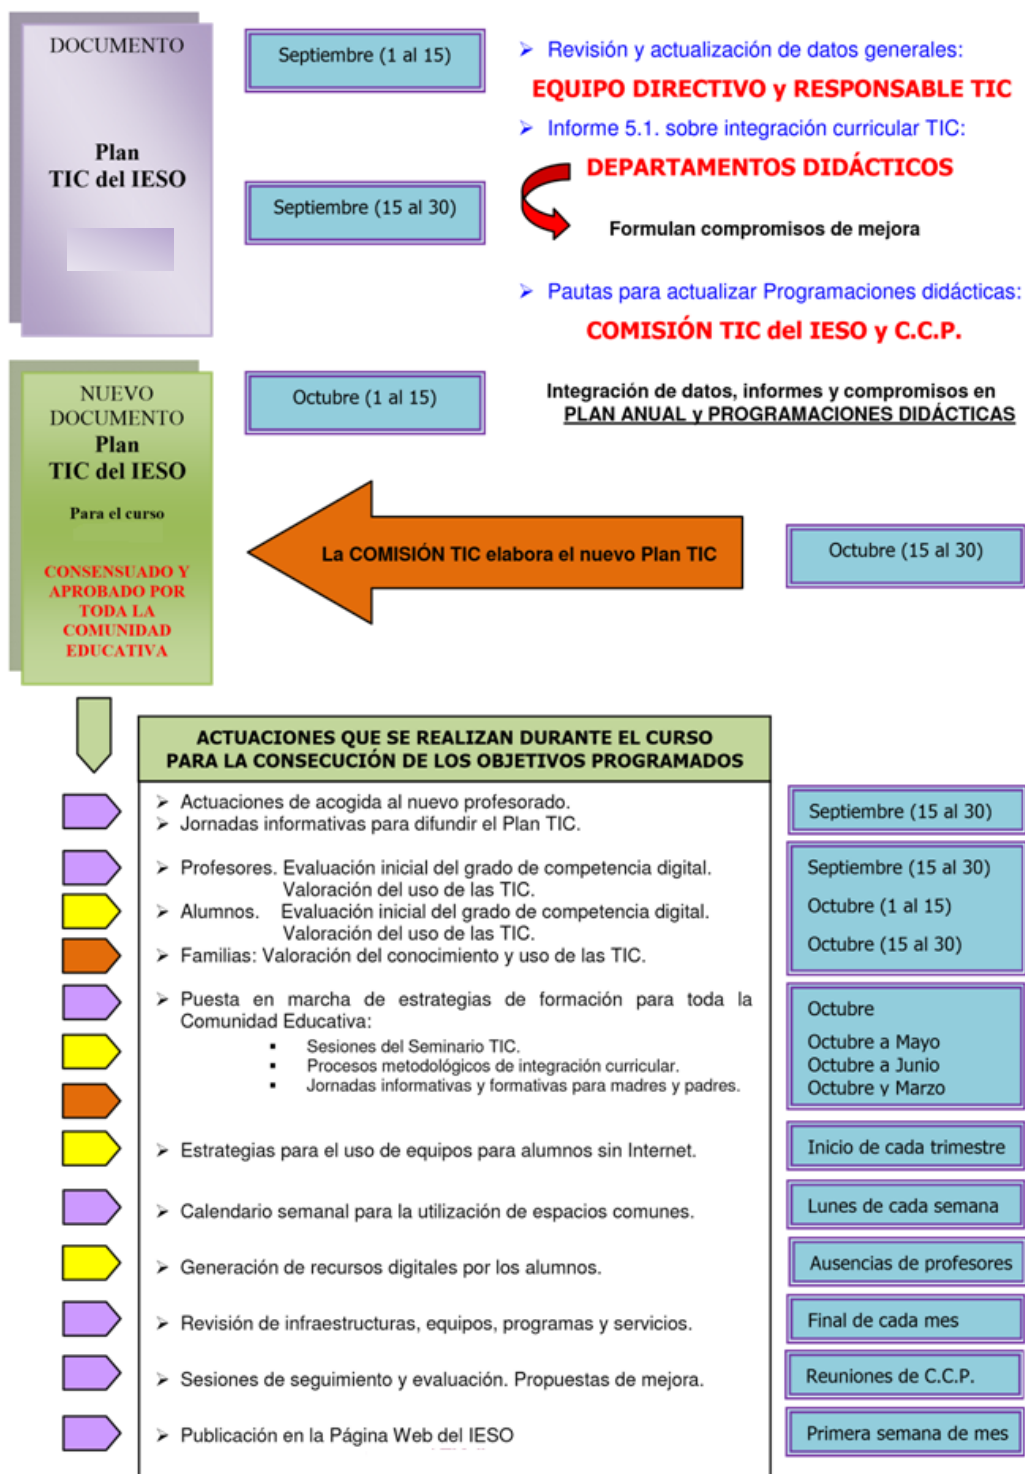 DOCUMENTO
Plan
TIC del IESO
Septiembre (1 al 15)
➢ Revisión y actualización de datos generales:
EQUIPO DIRECTIVO y RESPONSABLE TIC
➢ Informe 5.1. sobre integración curricular TIC:
DEPARTAMENTOS DIDÁCTICOS
Septiembre (15 al 30)
Formulan compromisos de mejora
➢ Pautas para actualizar Programaciones didácticas:
COMISIÓN TIC del IESO y C.C.P.
NUEVO
DOCUMENTO
Plan
TIC del IESO
Para el curso
CONSENSUADO Y
APROBADO POR
TODA LA
COMUNIDAD
EDUCATIVA
Octubre (1 al 15)
Integración de datos, informes y compromisos en
PLAN ANUAL y PROGRAMACIONES DIDÁCTICAS
La COMISIÓN TIC elabora el nuevo Plan TIC
Octubre (15 al 30)
ACTUACIONES QUE SE REALIZAN DURANTE EL CURSO
PARA LA CONSECUCIÓN DE LOS OBJETIVOS PROGRAMADOS
➢ Actuaciones de acogida al nuevo profesorado.
➢ Jornadas informativas para difundir el Plan TIC.
Septiembre (15 al 30)
➢ Profesores. Evaluación inicial del grado de competencia digital.
Valoración del uso de las TIC.
➢ Alumnos. Evaluación inicial del grado de competencia digital.
Valoración del uso de las TIC.
➢ Familias: Valoración del conocimiento y uso de las TIC.
Septiembre (15 al 30)
Octubre (1 al 15)
Octubre (15 al 30)
➢ Puesta en marcha de estrategias de formación para toda la
Comunidad Educativa:
▪ Sesiones del Seminario TIC.
▪ Procesos metodológicos de integración curricular.
▪ Jornadas informativas y formativas para madres y padres.
Octubre
Octubre a Mayo
Octubre a Junio
Octubre y Marzo
➢ Estrategias para el uso de equipos para alumnos sin Internet.
Inicio de cada trimestre
➢ Calendario semanal para la utilización de espacios comunes.
Lunes de cada semana
➢ Generación de recursos digitales por los alumnos.
Ausencias de profesores
➢ Revisión de infraestructuras, equipos, programas y servicios.
Final de cada mes
➢ Sesiones de seguimiento y evaluación. Propuestas de mejora.
Reuniones de C.C.P.
➢ Publicación en la Página Web del IESO
Primera semana de mes